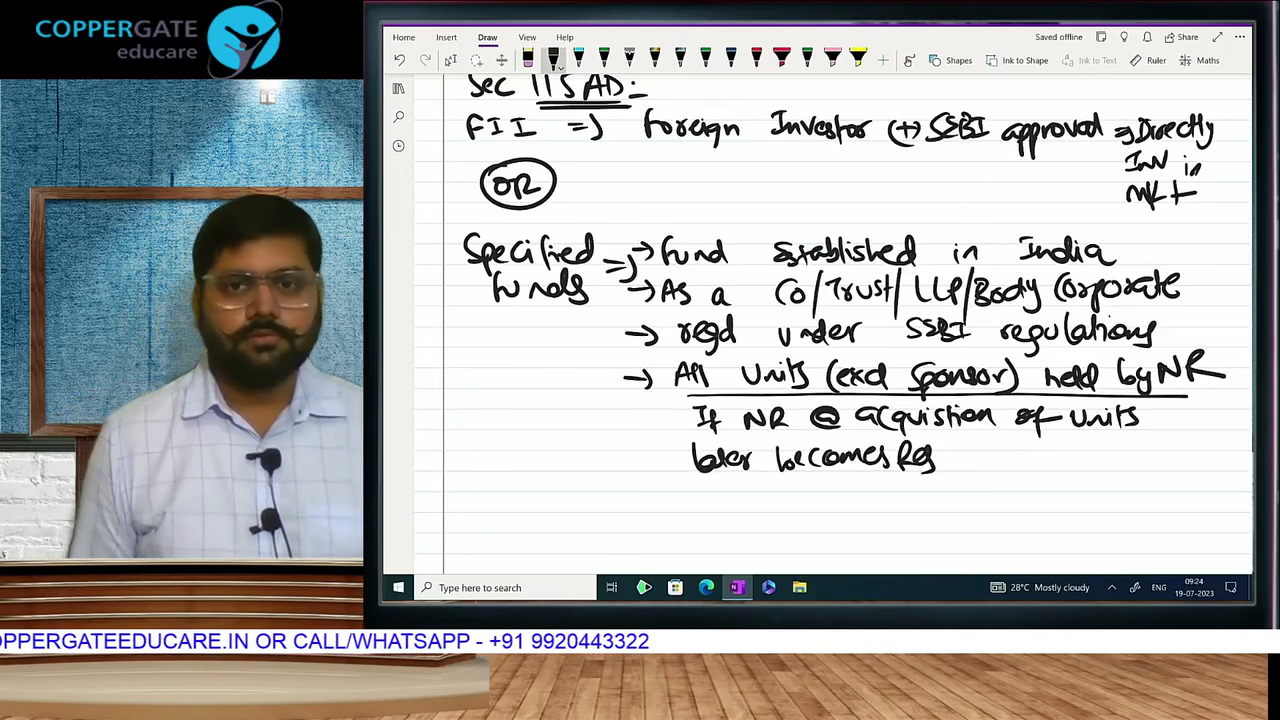 COPPERGATE
educare
Home Insert Draw View Help
Saved offline
Share
Shapes
Ink to Shape
Ink to Text
Ruler
Maths
Sec 115AD:-
FII => Foreign Investor (+) SEBI approved => Directly
Inv in
Mkt
OR
Specified => → Fund established in India
Funds → As a Co/Trust/LLP/Body Corporate
→ regd under SEBI regulations
→ All Units (excl Sponsor) held by NR
If NR @ acquistion of units
later becomes Res
Type here to search
28°C Mostly cloudy
ENG
09:24
19-07-2023
OPPERGATEEDUCARE.IN OR CALL/WHATSAPP - +91 9920443322